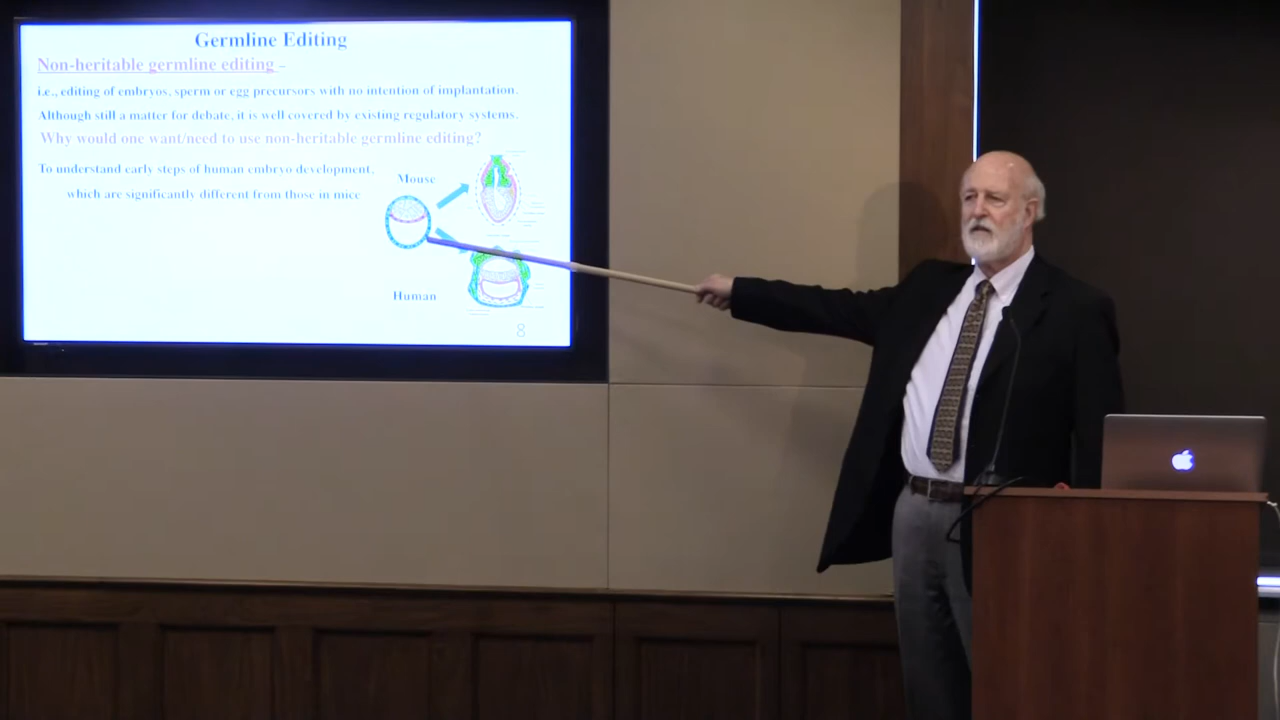 Germline Editing
Non-heritable germline editing –
i.e., editing of embryos, sperm or egg precursors with no intention of implantation.
Although still a matter for debate, it is well covered by existing regulatory systems.
Why would one want/need to use non-heritable germline editing?
To understand early steps of human embryo development,
which are significantly different from those in mice
Mouse
Human
8